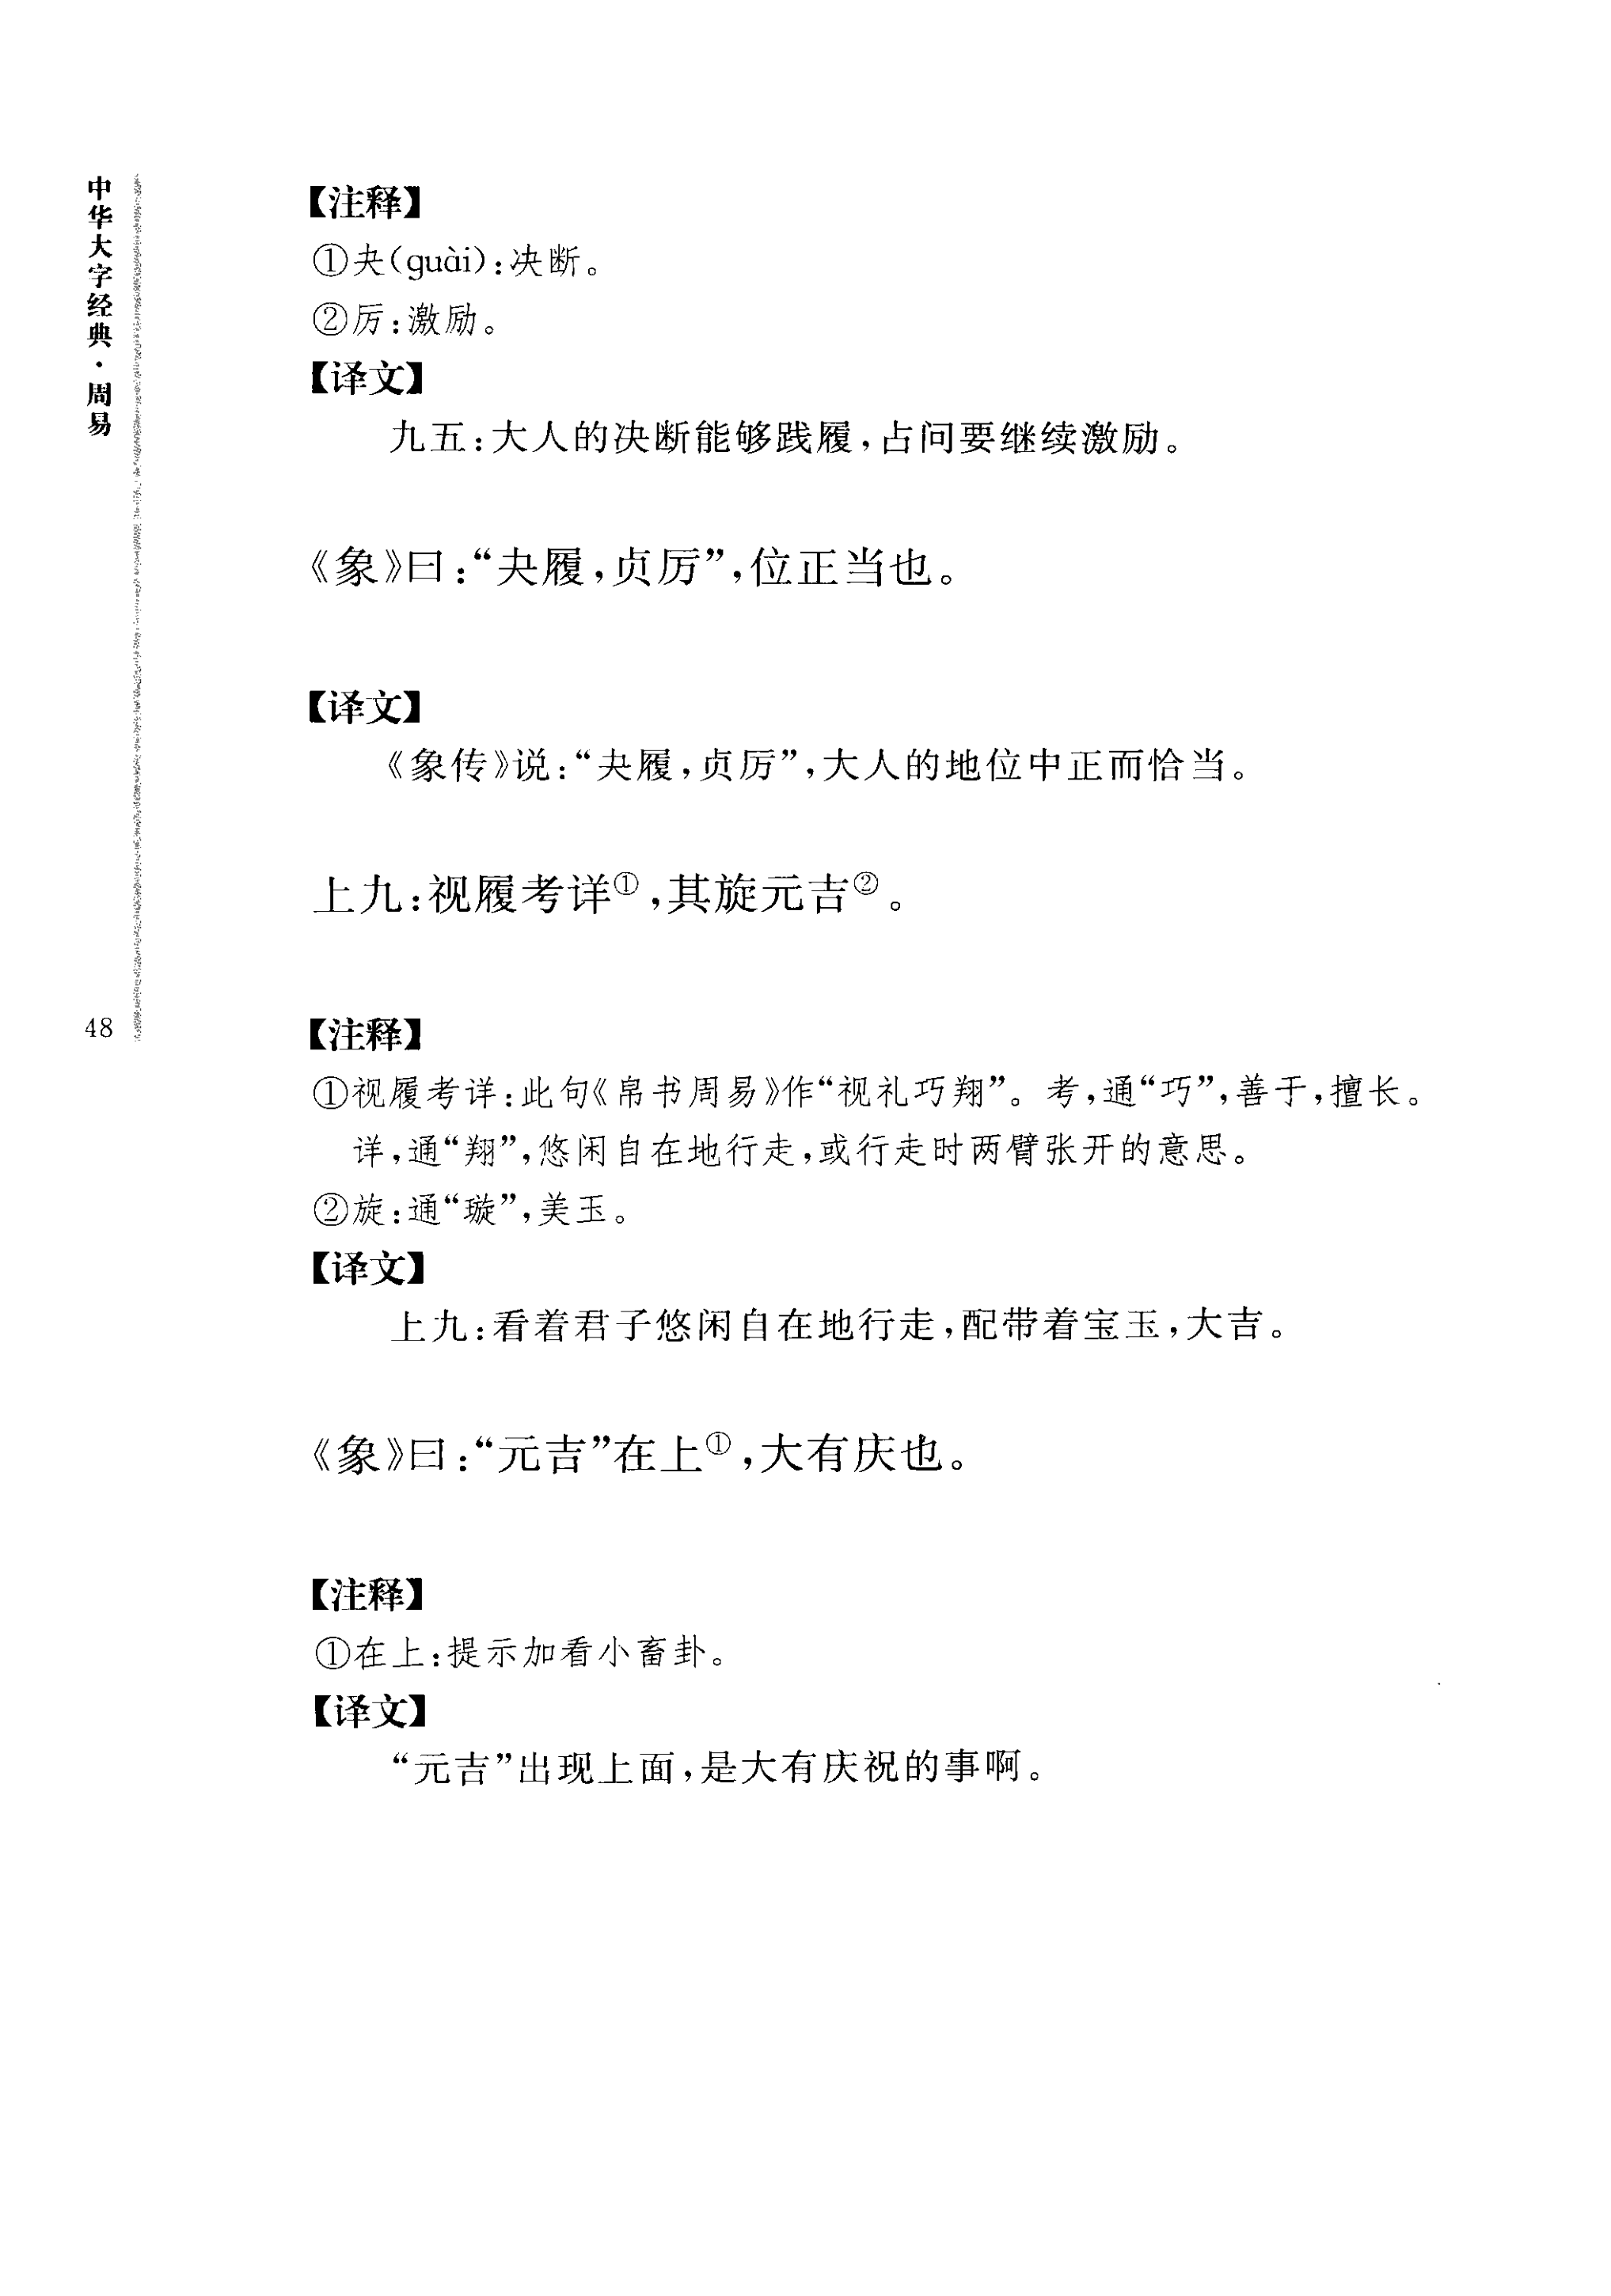 中华大字经典·周易
48
【注释】
①夬(guài):决断。
②厉:激励。
【译文】
九五:大人的决断能够践履,占问要继续激励。
《象》曰:“夬履,贞厉”,位正当也。
【译文】
《象传》说:“夬履,贞厉”,大人的地位中正而恰当。
上九:视履考详①,其旋元吉②。
【注释】
①视履考详:此句《帛书周易》作“视礼巧翔”。考,通“巧”,善于,擅长。
详,通“翔”,悠闲自在地行走,或行走时两臂张开的意思。
②旋:通“璇”,美玉。
【译文】
上九:看着君子悠闲自在地行走,配带着宝玉,大吉。
《象》曰:“元吉”在上①,大有庆也。
【注释】
①在上:提示加看小畜卦。
【译文】
“元吉”出现上面,是大有庆祝的事啊。